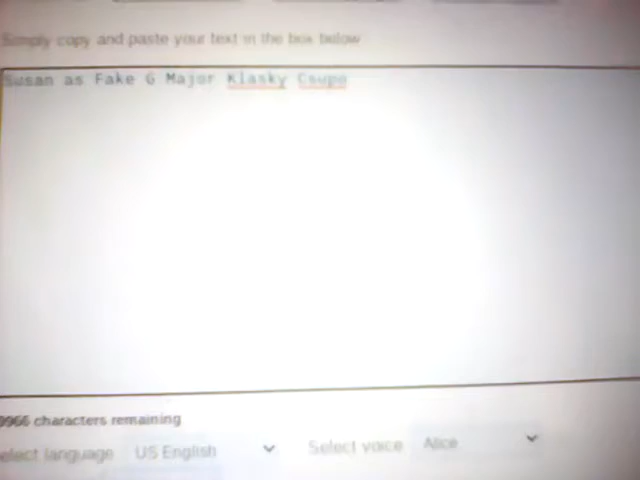 Simply copy and paste your text in the box below
Susan as Fake G Major Klasky Csupo
9966 characters remaining
elect language US English Select voice Alice